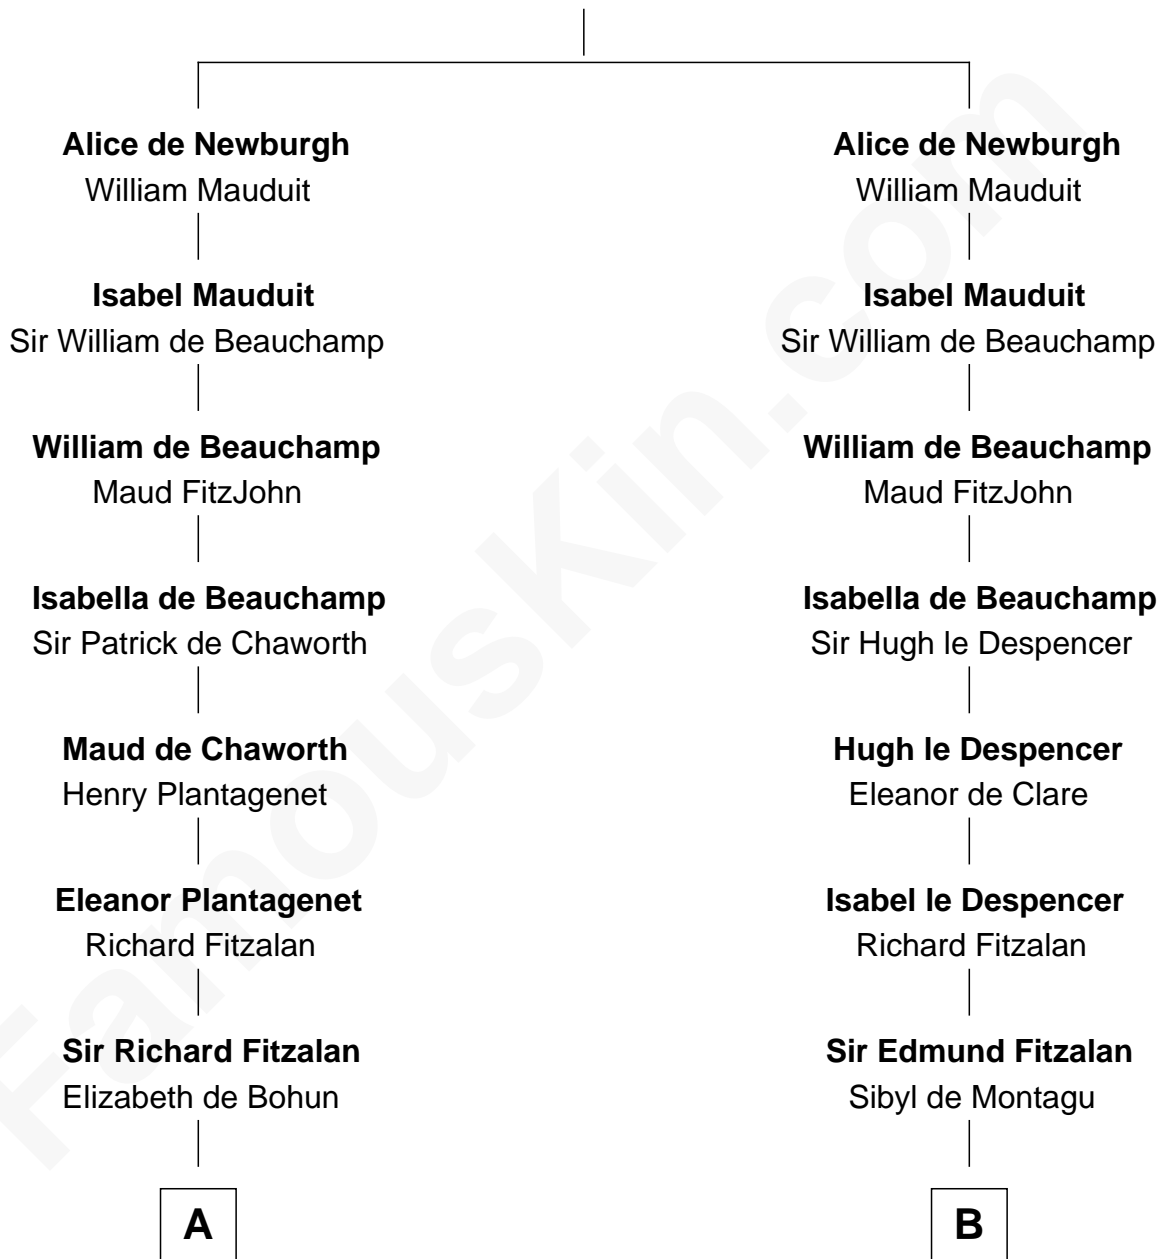 Alice de Newburgh
William Mauduit
Isabel Mauduit
Sir William de Beauchamp
William de Beauchamp
Maud FitzJohn
Isabella de Beauchamp
Sir Patrick de Chaworth
Maud de Chaworth
Henry Plantagenet
Eleanor Plantagenet
Richard Fitzalan
Sir Richard Fitzalan
Elizabeth de Bohun
A
Alice de Newburgh
William Mauduit
Isabel Mauduit
Sir William de Beauchamp
William de Beauchamp
Maud FitzJohn
Isabella de Beauchamp
Sir Hugh le Despencer
Hugh le Despencer
Eleanor de Clare
Isabel le Despencer
Richard Fitzalan
Sir Edmund Fitzalan
Sibyl de Montagu
B
FamousKin.com